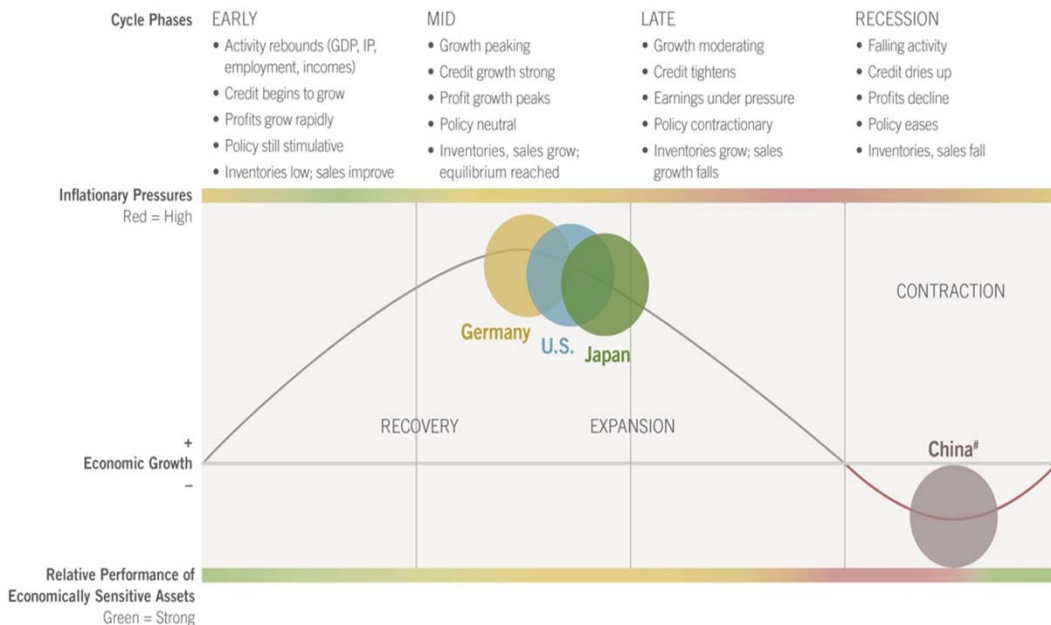 Cycle Phases
EARLY
• Activity rebounds (GDP, IP,
employment, incomes)
• Credit begins to grow
• Profits grow rapidly
• Policy still stimulative
• Inventories low; sales improve
MID
• Growth peaking
• Credit growth strong
• Profit growth peaks
• Policy neutral
• Inventories, sales grow;
equilibrium reached
LATE
• Growth moderating
• Credit tightens
• Earnings under pressure
• Policy contractionary
• Inventories grow; sales
growth falls
RECESSION
• Falling activity
• Credit dries up
• Profits decline
• Policy eases
• Inventories, sales fall
Inflationary Pressures
Red = High
CONTRACTION
Germany
U.S.
Japan
RECOVERY
EXPANSION
China#
+
Economic Growth
–
Relative Performance of
Economically Sensitive Assets
Green = Strong